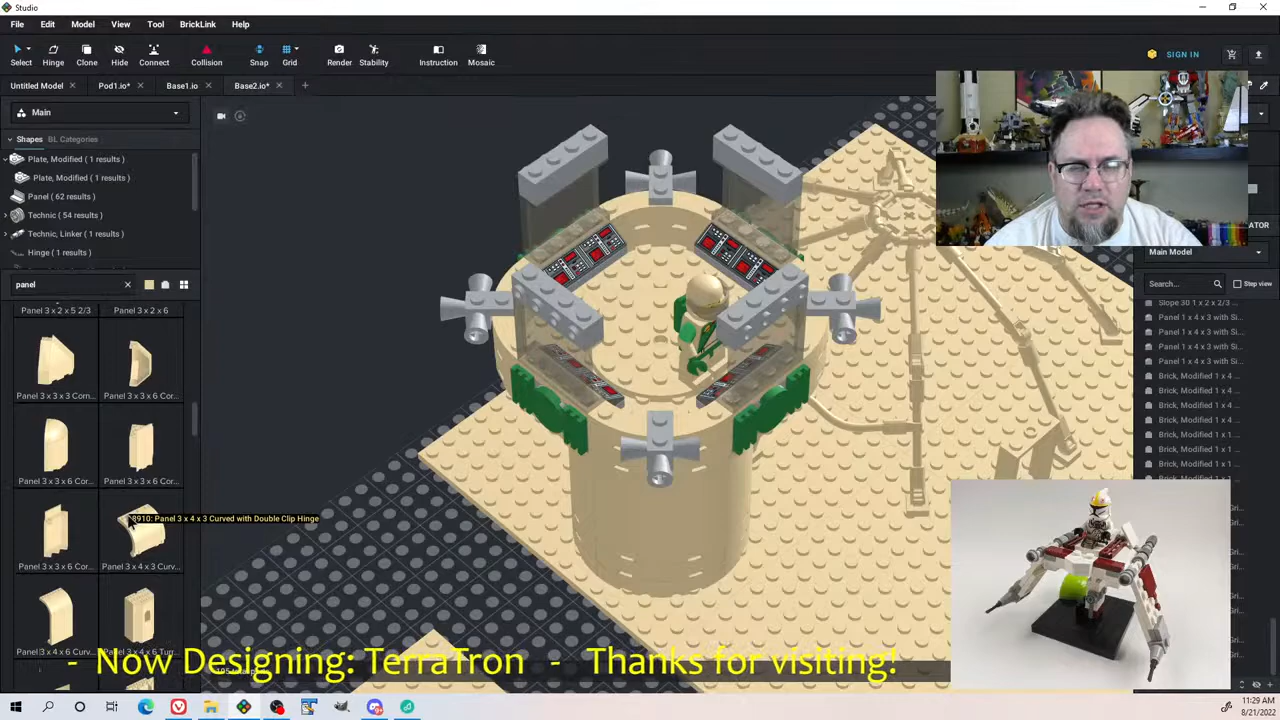 Studio
File Edit Model View Tool BrickLink Help
Select Hinge Clone Hide Connect Collision Snap Grid Render Stability Instruction Mosaic
SIGN IN
Untitled Model Pod1.io* Base1.io Base2.io*
Main
Shapes BL Categories
Plate, Modified ( 1 results )
Plate, Modified ( 1 results )
Panel ( 62 results )
Technic ( 54 results )
Technic, Linker ( 1 results )
Hinge ( 1 results )
panel
Panel 3 x 2 x 5 2/3 Panel 3 x 2 x 6
Panel 3 x 3 x 3 Corn... Panel 3 x 3 x 6 Cor...
Panel 3 x 3 x 6 Cor... Panel 3 x 3 x 6 Cor...
8910: Panel 3 x 4 x 3 Curved with Double Clip Hinge
Panel 3 x 3 x 6 Cor... Panel 3 x 4 x 3 Curv...
Panel 3 x 4 x 6 Curv... Panel 3 x 4 x 6 Turr...
Main Model
Search... Step view
Slope 30 1 x 2 x 2/3
Panel 1 x 4 x 3 with Si...
Panel 1 x 4 x 3 with Si...
Panel 1 x 4 x 3 with Si...
Panel 1 x 4 x 3 with Si...
Brick, Modified 1 x 4 ...
Brick, Modified 1 x 4 ...
Brick, Modified 1 x 4 ...
Brick, Modified 1 x 4 ...
Brick, Modified 1 x 1 ...
Brick, Modified 1 x 1 ...
Brick, Modified 1 x 1 ...
- Now Designing: TerraTron - Thanks for visiting!
11:29 AM
8/21/2022